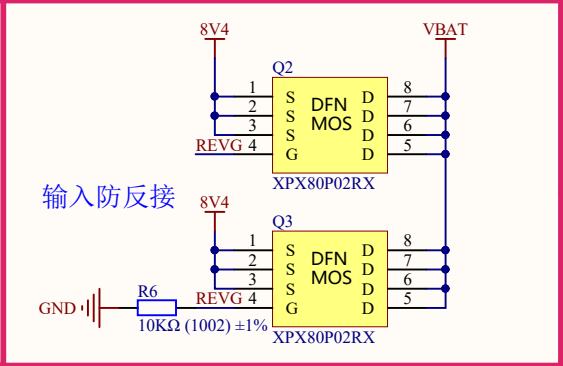 8V4
VBAT
Q2
1 S D 8
2 S DFN D 7
3 S MOS D 6
REVG 4 G D 5
XPX80P02RX
输入防反接
8V4
Q3
1 S D 8
2 S DFN D 7
3 S MOS D 6
R6
GND REVG 4 G D 5
10KΩ (1002) ±1%
XPX80P02RX